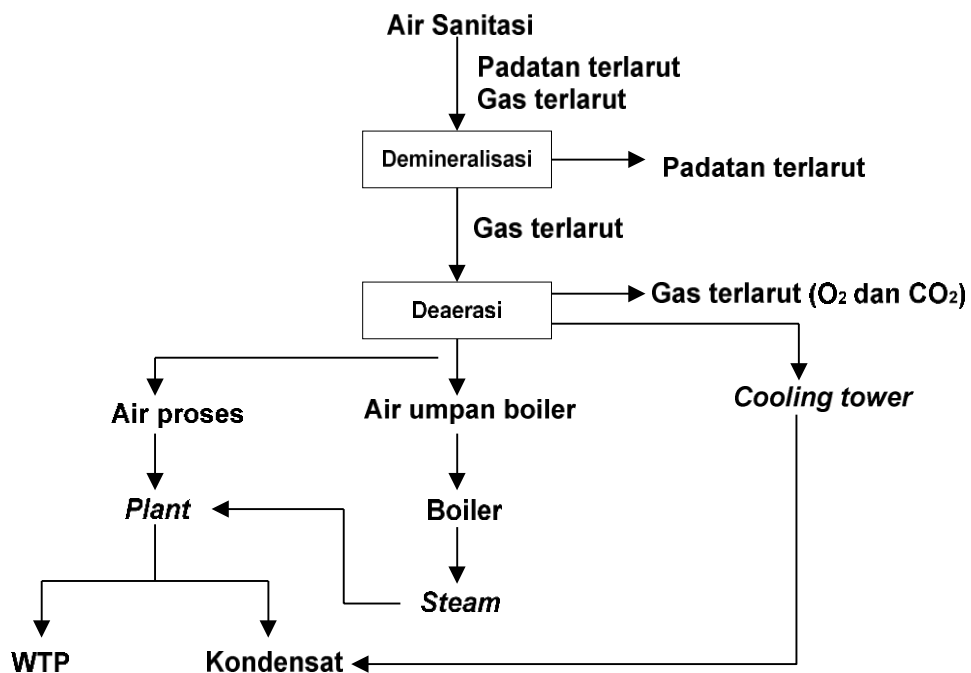 Air Sanitasi
Padatan terlarut
Gas terlarut
Demineralisasi
Padatan terlarut
Gas terlarut
Deaerasi
Gas terlarut (O₂ dan CO₂)
Air proses
Air umpan boiler
Cooling tower
Plant
Boiler
Steam
WTP
Kondensat